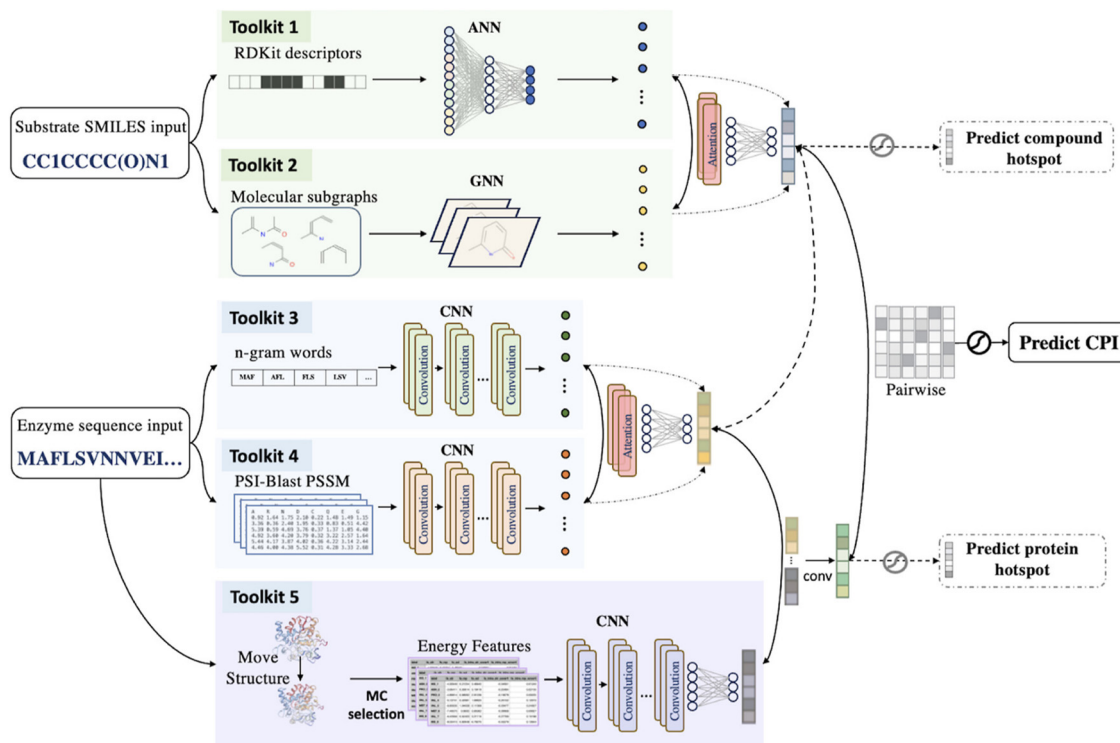 Toolkit 1
ANN
RDKit descriptors
Substrate SMILES input
CC1CCCC(O)N1
Attention
Predict compound
hotspot
Toolkit 2
GNN
Molecular subgraphs
Toolkit 3
CNN
n-gram words
MAF AFL FLS LSV ...
Convolution Convolution ... Convolution
Attention
Pairwise
Predict CPI
Enzyme sequence input
MAFLSVNNVEI...
Toolkit 4
CNN
PSI-Blast PSSM
Convolution Convolution ... Convolution
conv
Predict protein
hotspot
Toolkit 5
CNN
Energy Features
Move
Structure
MC
selection
Convolution Convolution ... Convolution